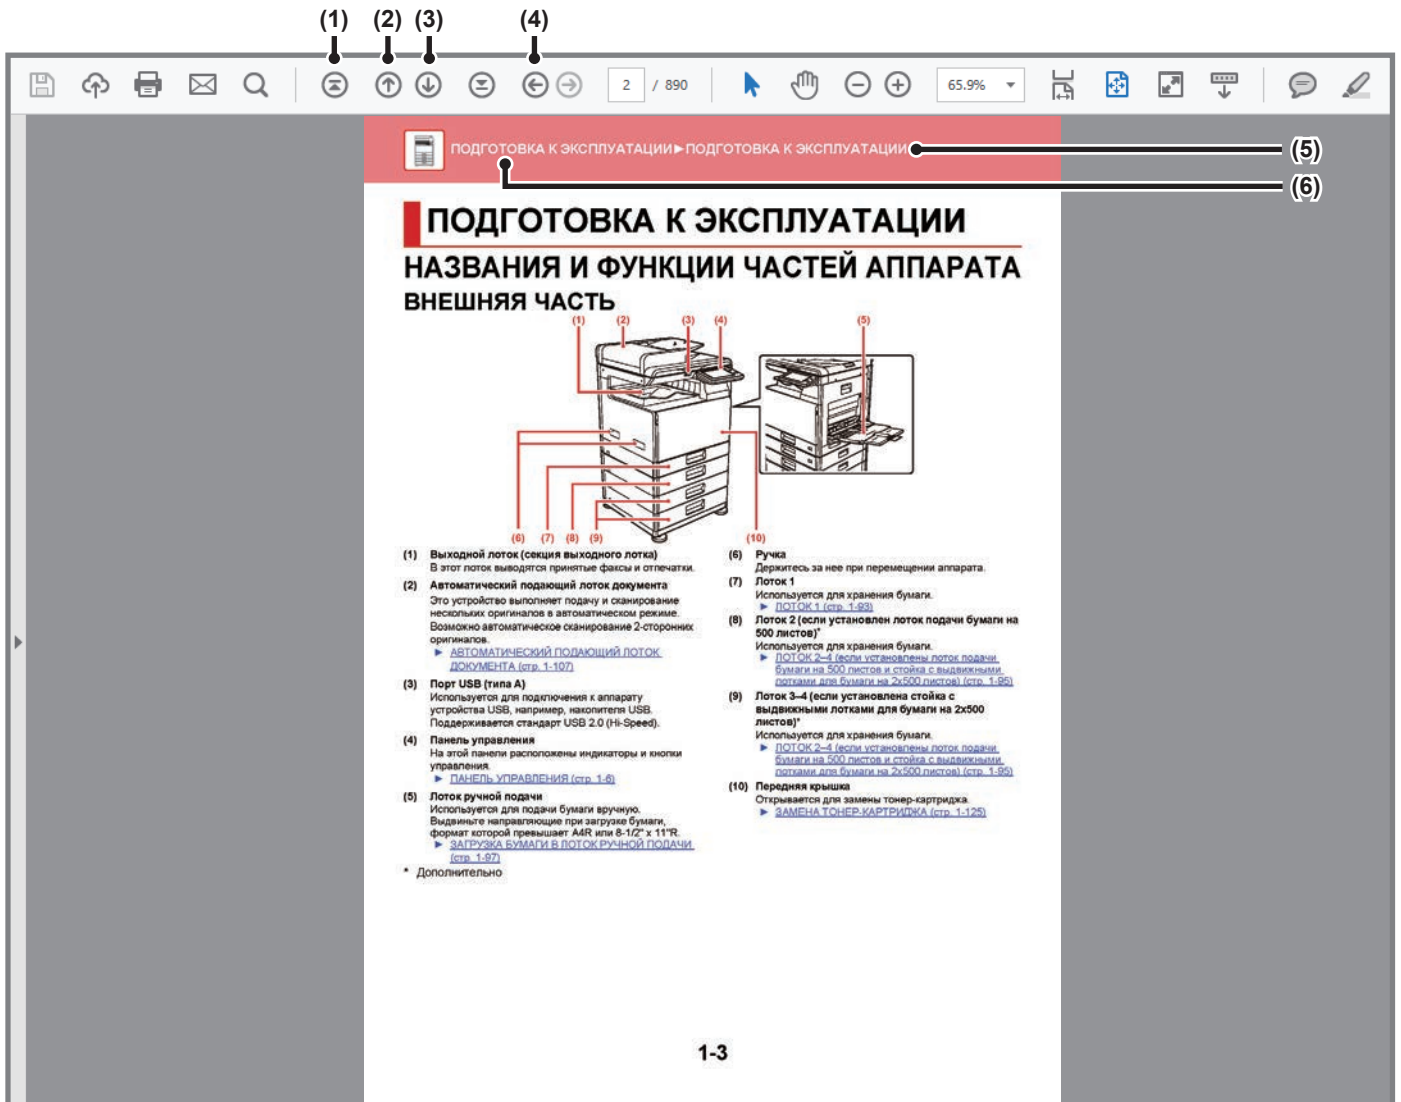 (1) (2) (3) (4)
2 / 890 65.9%
ПОДГОТОВКА К ЭКСПЛУАТАЦИИ►ПОДГОТОВКА К ЭКСПЛУАТАЦИИ
(5)
(6)
ПОДГОТОВКА К ЭКСПЛУАТАЦИИ
НАЗВАНИЯ И ФУНКЦИИ ЧАСТЕЙ АППАРАТА
ВНЕШНЯЯ ЧАСТЬ
(1) (2) (3) (4) (5)
(6) (7) (8) (9) (10)
(1) Выходной лоток (секция выходного лотка)
В этот лоток выводятся принятые факсы и отпечатки.
(2) Автоматический подающий лоток документа
Это устройство выполняет подачу и сканирование
нескольких оригиналов в автоматическом режиме.
Возможно автоматическое сканирование 2-сторонних
оригиналов.
► АВТОМАТИЧЕСКИЙ ПОДАЮЩИЙ ЛОТОК
ДОКУМЕНТА (стр. 1-107)
(3) Порт USB (типа A)
Используется для подключения к аппарату
устройства USB, например, накопителя USB.
Поддерживается стандарт USB 2.0 (Hi-Speed).
(4) Панель управления
На этой панели расположены индикаторы и кнопки
управления.
► ПАНЕЛЬ УПРАВЛЕНИЯ (стр. 1-6)
(5) Лоток ручной подачи
Используется для подачи бумаги вручную.
Выдвиньте направляющие при загрузке бумаги,
формат которой превышает A4R или 8-1/2" x 11"R.
► ЗАГРУЗКА БУМАГИ В ЛОТОК РУЧНОЙ ПОДАЧИ
(стр. 1-97)
* Дополнительно
(6) Ручка
Держитесь за нее при перемещении аппарата.
(7) Лоток 1
Используется для хранения бумаги.
► ЛОТОК 1 (стр. 1-93)
(8) Лоток 2 (если установлен лоток подачи бумаги на
500 листов)*
Используется для хранения бумаги.
► ЛОТОК 2–4 (если установлены лоток подачи
бумаги на 500 листов и стойка с выдвижными
лотками для бумаги на 2x500 листов) (стр. 1-95)
(9) Лоток 3–4 (если установлена стойка с
выдвижными лотками для бумаги на 2x500
листов)*
Используется для хранения бумаги.
► ЛОТОК 2–4 (если установлены лоток подачи
бумаги на 500 листов и стойка с выдвижными
лотками для бумаги на 2x500 листов) (стр. 1-95)
(10) Передняя крышка
Открывается для замены тонер-картриджа.
► ЗАМЕНА ТОНЕР-КАРТРИДЖА (стр. 1-125)
1-3